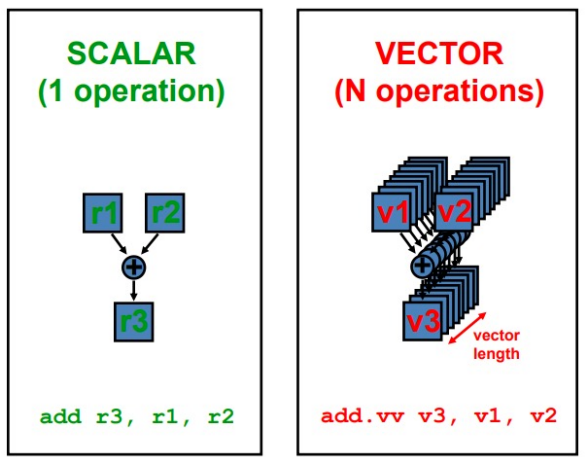 SCALAR
(1 operation)
r1 r2
+
r3
add r3, r1, r2
VECTOR
(N operations)
v1 v2
+
v3
vector
length
add.vv v3, v1, v2